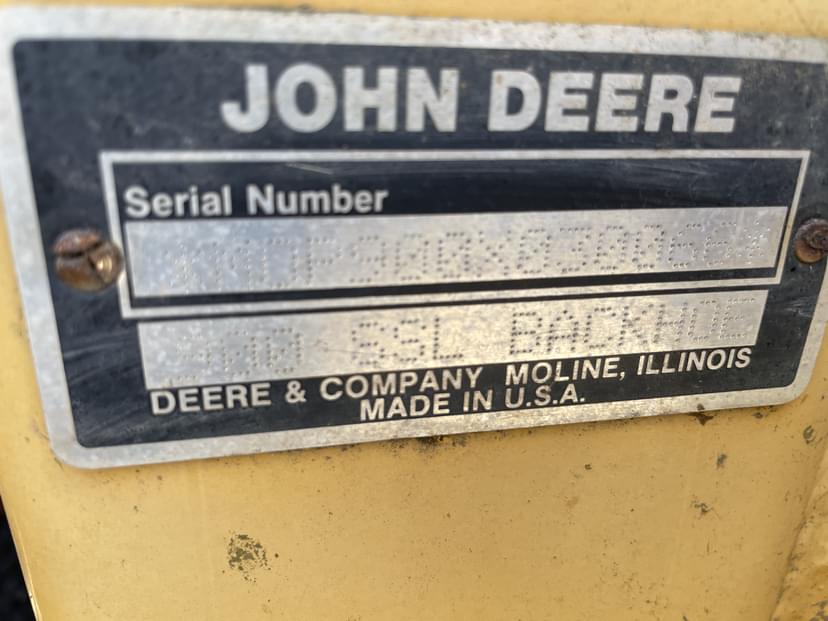 JOHN DEERE
Serial Number
SSL BACKHOE
DEERE & COMPANY MOLINE, ILLINOIS
MADE IN U.S.A.